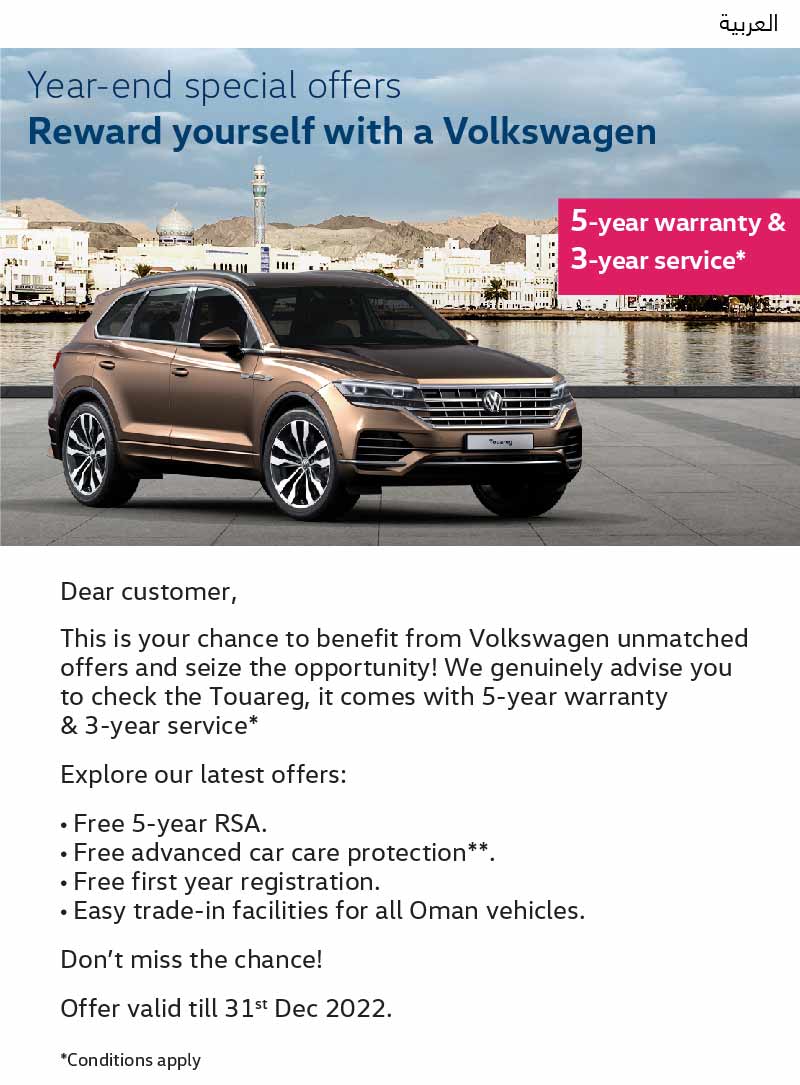 العربية
Year-end special offers
Reward yourself with a Volkswagen
5-year warranty &
3-year service*
Touareg
Dear customer,
This is your chance to benefit from Volkswagen unmatched
offers and seize the opportunity! We genuinely advise you
to check the Touareg, it comes with 5-year warranty
& 3-year service*
Explore our latest offers:
• Free 5-year RSA.
• Free advanced car care protection**.
• Free first year registration.
• Easy trade-in facilities for all Oman vehicles.
Don’t miss the chance!
Offer valid till 31st Dec 2022.
*Conditions apply